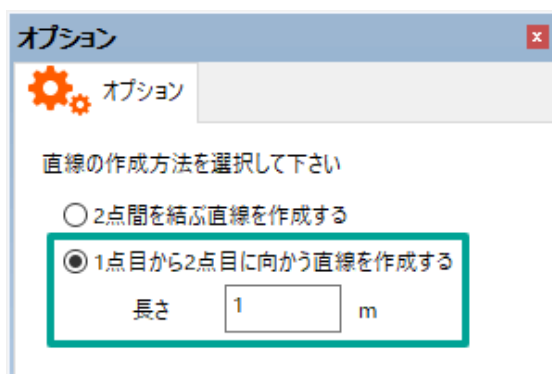 オプション
オプション
直線の作成方法を選択して下さい
2点間を結ぶ直線を作成する
1点目から2点目に向かう直線を作成する
長さ 1 m